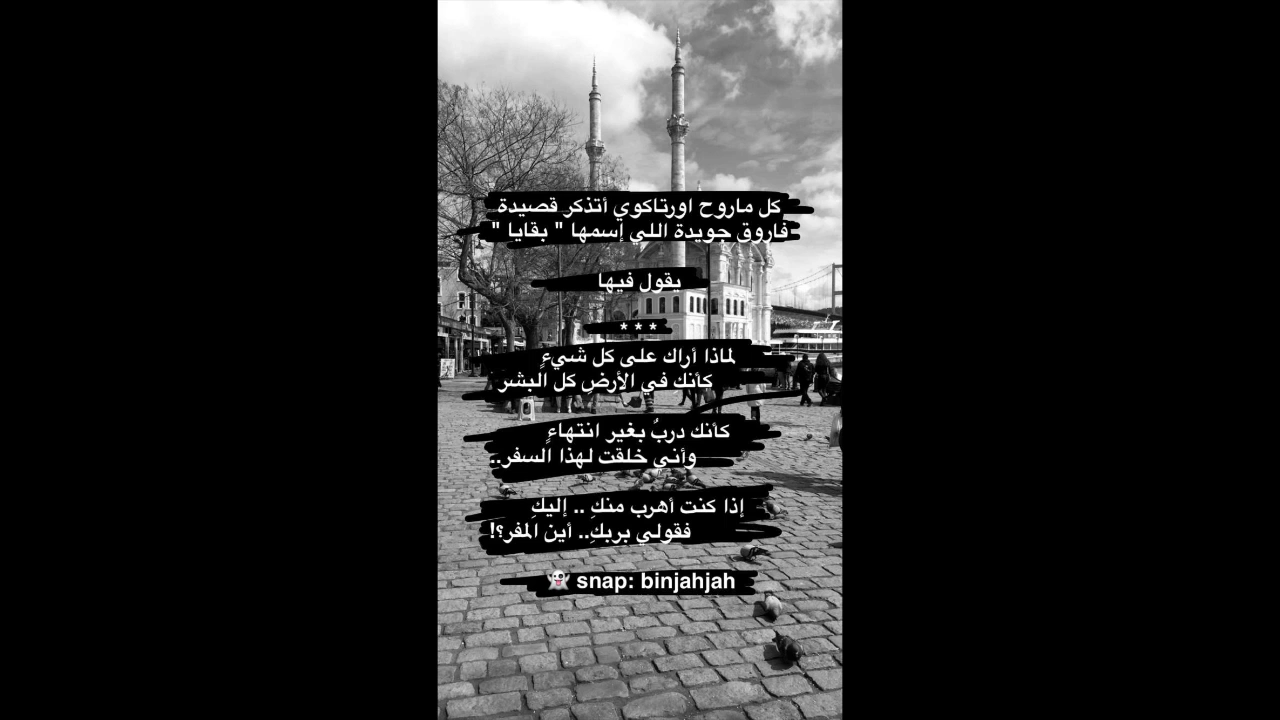 كل ماروح اورتاكوي أتذكر قصيدة
فاروق جويدة اللي إسمها " بقايا "
يقول فيها
***
لماذا أراك على كل شيءٍ
كأنك في الأرضِ كل البشر
كأنك دربٌ بغير انتهاءٍ
وأني خلقت لهذا السفر..
إذا كنت أهرب منكِ .. إليكِ
فقولي بربكِ.. أين المفر؟!
👻 snap: binjahjah